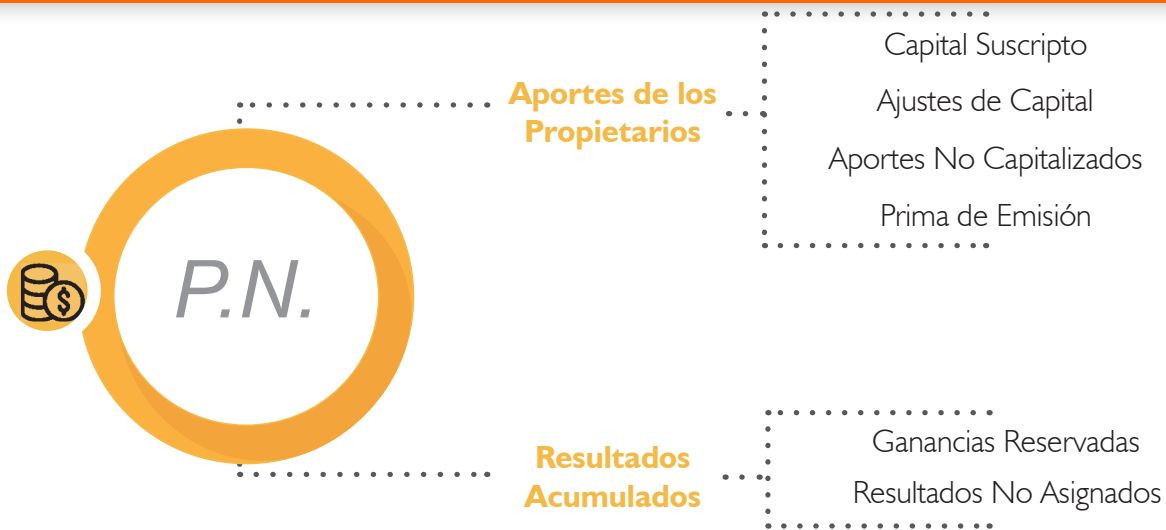 P.N.
$
Aportes de los
Propietarios
Capital Suscripto
Ajustes de Capital
Aportes No Capitalizados
Prima de Emisión
Resultados
Acumulados
Ganancias Reservadas
Resultados No Asignados